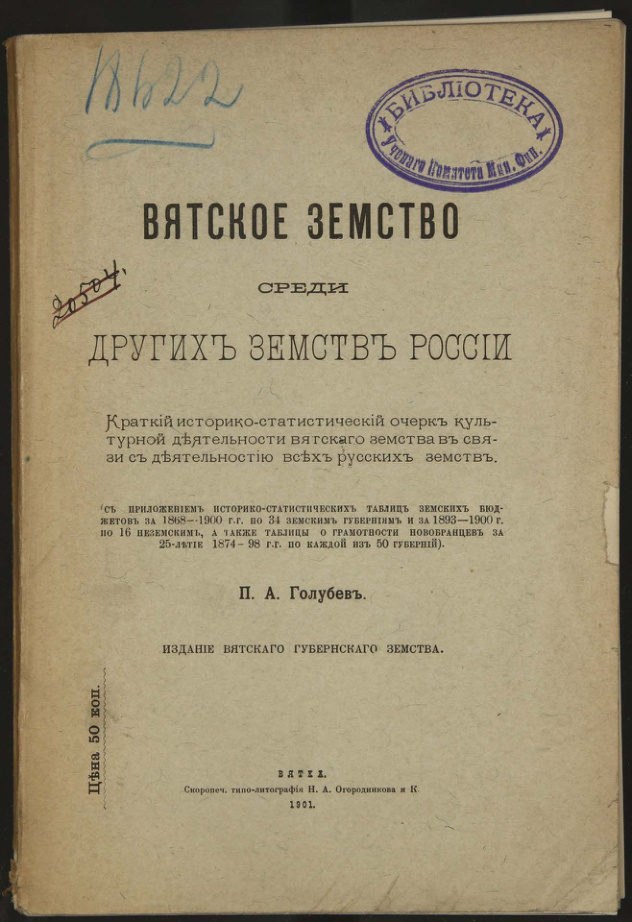 18622
БИБЛІОТЕКА
Ученаго Комитета Мин. Фин.
ВЯТСКОЕ ЗЕМСТВО
20504.
СРЕДИ
ДРУГИХЪ ЗЕМСТВЪ РОССІИ
Краткій историко-статистическій очеркъ куль-
турной дѣятельности вятскаго земства въ свя-
зи съ дѣятельностію всѣхъ русскихъ земствъ.
(СЪ ПРИЛОЖЕНІЕМЪ ИСТОРИКО-СТАТИСТИЧЕСКИХЪ ТАБЛИЦЪ ЗЕМСКИХЪ БЮД-
ЖЕТОВЪ ЗА 1868—1900 Г.Г. ПО 34 ЗЕМСКИМЪ ГУБЕРНІЯМЪ И ЗА 1893—1900 Г.
ПО 16 НЕЗЕМСКИМЪ, А ТАКЖЕ ТАБЛИЦЫ О ГРАМОТНОСТИ НОВОБРАНЦЕВЪ ЗА
25-ЛѢТІЕ 1874-98 Г.Г. ПО КАЖДОЙ ИЗЪ 50 ГУБЕРНІЙ).
П. А. Голубевъ.
ИЗДАНІЕ ВЯТСКАГО ГУБЕРНСКАГО ЗЕМСТВА.
Цѣна 50 коп.
ВЯТКА.
Скоропеч. типо-литографія Н. А. Огородникова и К
1901.